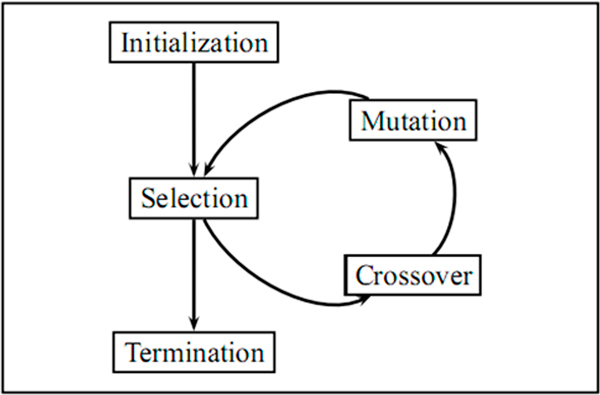 Initialization
Mutation
Selection
Crossover
Termination